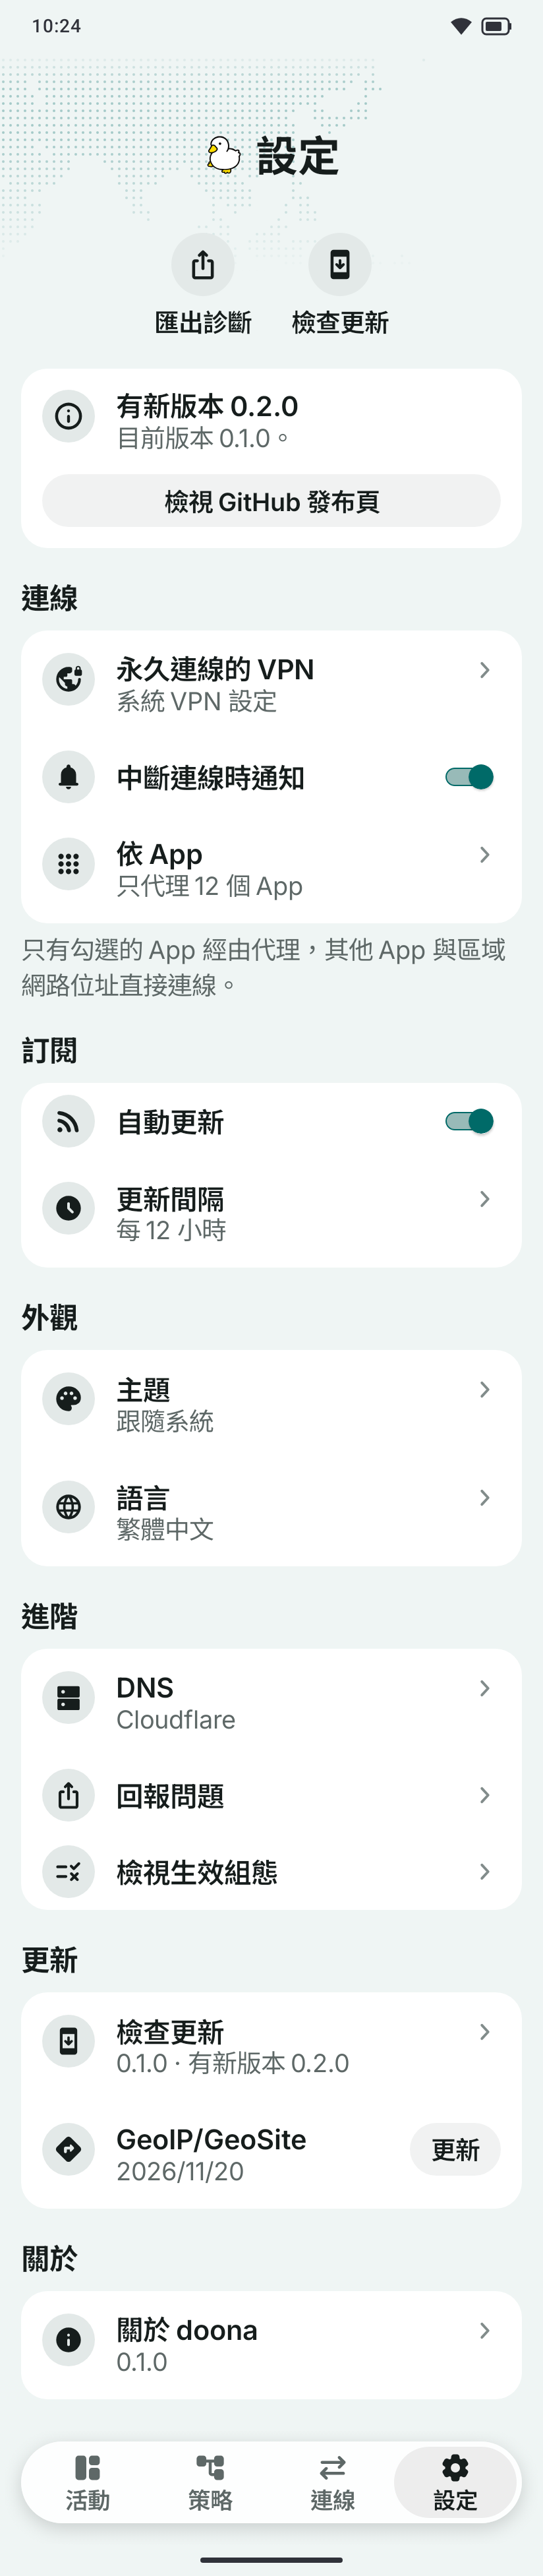 10:24
設定
匯出診斷
檢查更新
有新版本 0.2.0
目前版本 0.1.0。
檢視 GitHub 發布頁
連線
永久連線的 VPN
系統 VPN 設定
中斷連線時通知
依 App
只代理 12 個 App
只有勾選的 App 經由代理，其他 App 與區域
網路位址直接連線。
訂閱
自動更新
更新間隔
每 12 小時
外觀
主題
跟隨系統
語言
繁體中文
進階
DNS
Cloudflare
回報問題
檢視生效組態
更新
檢查更新
0.1.0 · 有新版本 0.2.0
GeoIP/GeoSite
2026/11/20
更新
關於
關於 doona
0.1.0
活動
策略
連線
設定